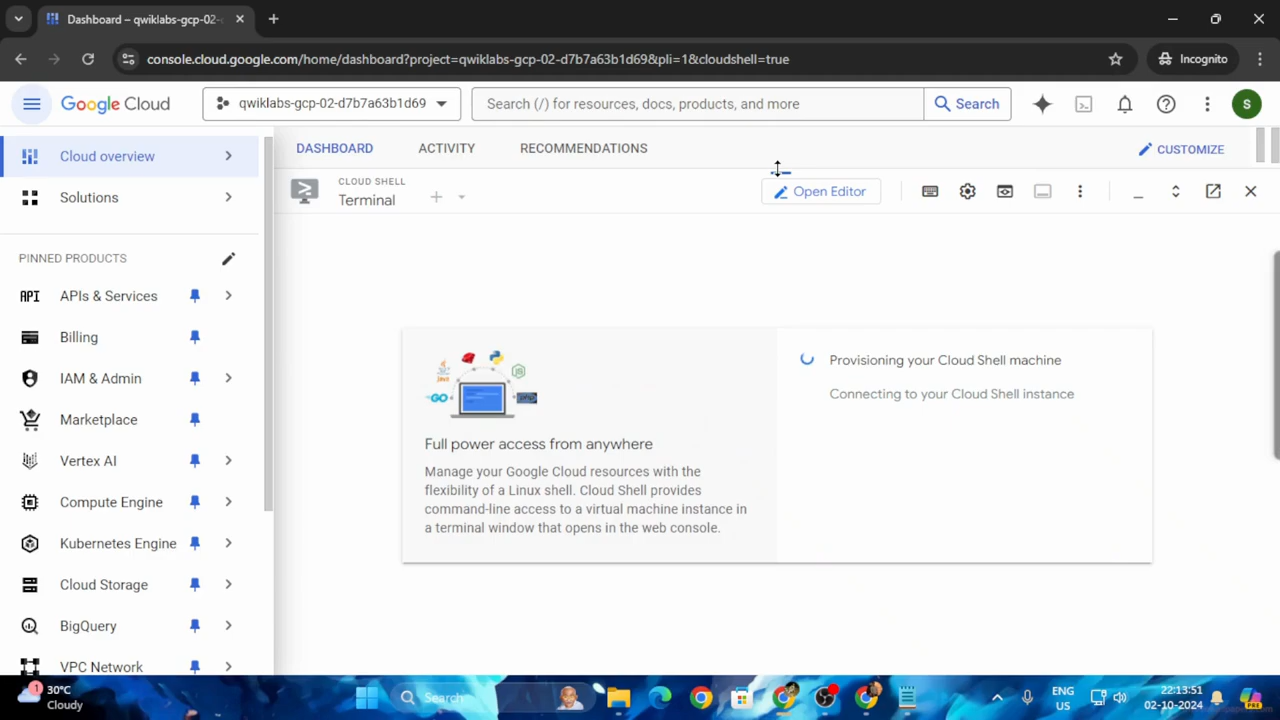 Dashboard – qwiklabs-gcp-02-
console.cloud.google.com/home/dashboard?project=qwiklabs-gcp-02-d7b7a63b1d69&pli=1&cloudshell=true
Incognito
Google Cloud
qwiklabs-gcp-02-d7b7a63b1d69
Search (/) for resources, docs, products, and more
Search
S
Cloud overview
Solutions
PINNED PRODUCTS
API
APIs & Services
Billing
IAM & Admin
Marketplace
Vertex AI
Compute Engine
Kubernetes Engine
Cloud Storage
BigQuery
VPC Network
DASHBOARD
ACTIVITY
RECOMMENDATIONS
CUSTOMIZE
CLOUD SHELL
Terminal
Open Editor
Full power access from anywhere
Manage your Google Cloud resources with the
flexibility of a Linux shell. Cloud Shell provides
command-line access to a virtual machine instance in
a terminal window that opens in the web console.
Provisioning your Cloud Shell machine
Connecting to your Cloud Shell instance
1
30°C
Cloudy
Search
ENG
US
22:13:51
02-10-2024
PRE